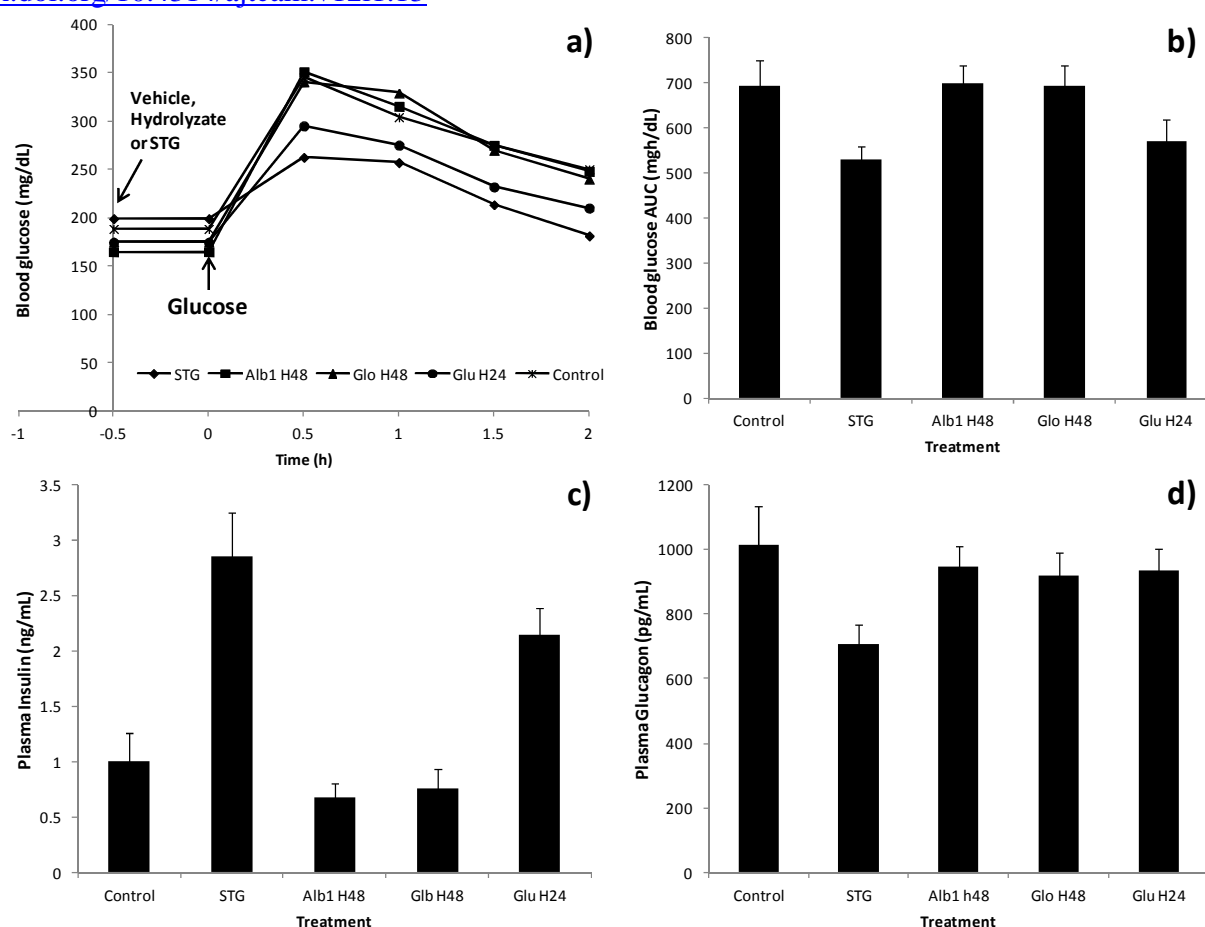 a)
400
350
300
250
200
150
100
50
0
Blood glucose (mg/dL)
Vehicle,
Hydrolyzate
or STG
Glucose
STG Alb1 H48 Glo H48 Glu H24 Control
-1 -0.5 0 0.5 1 1.5 2
Time (h)
b)
800
700
600
500
400
300
200
100
0
Blood glucose AUC (mgh/dL)
Control STG Alb1 H48 Glo H48 Glu H24
Treatment
c)
3.5
3
2.5
2
1.5
1
0.5
0
Plasma Insulin (ng/mL)
Control STG Alb1 H48 Glb H48 Glu H24
Treatment
d)
1200
1000
800
600
400
200
0
Plasma Glucagon (pg/mL)
Control STG Alb1 h48 Glo H48 Glu H24
Treatment